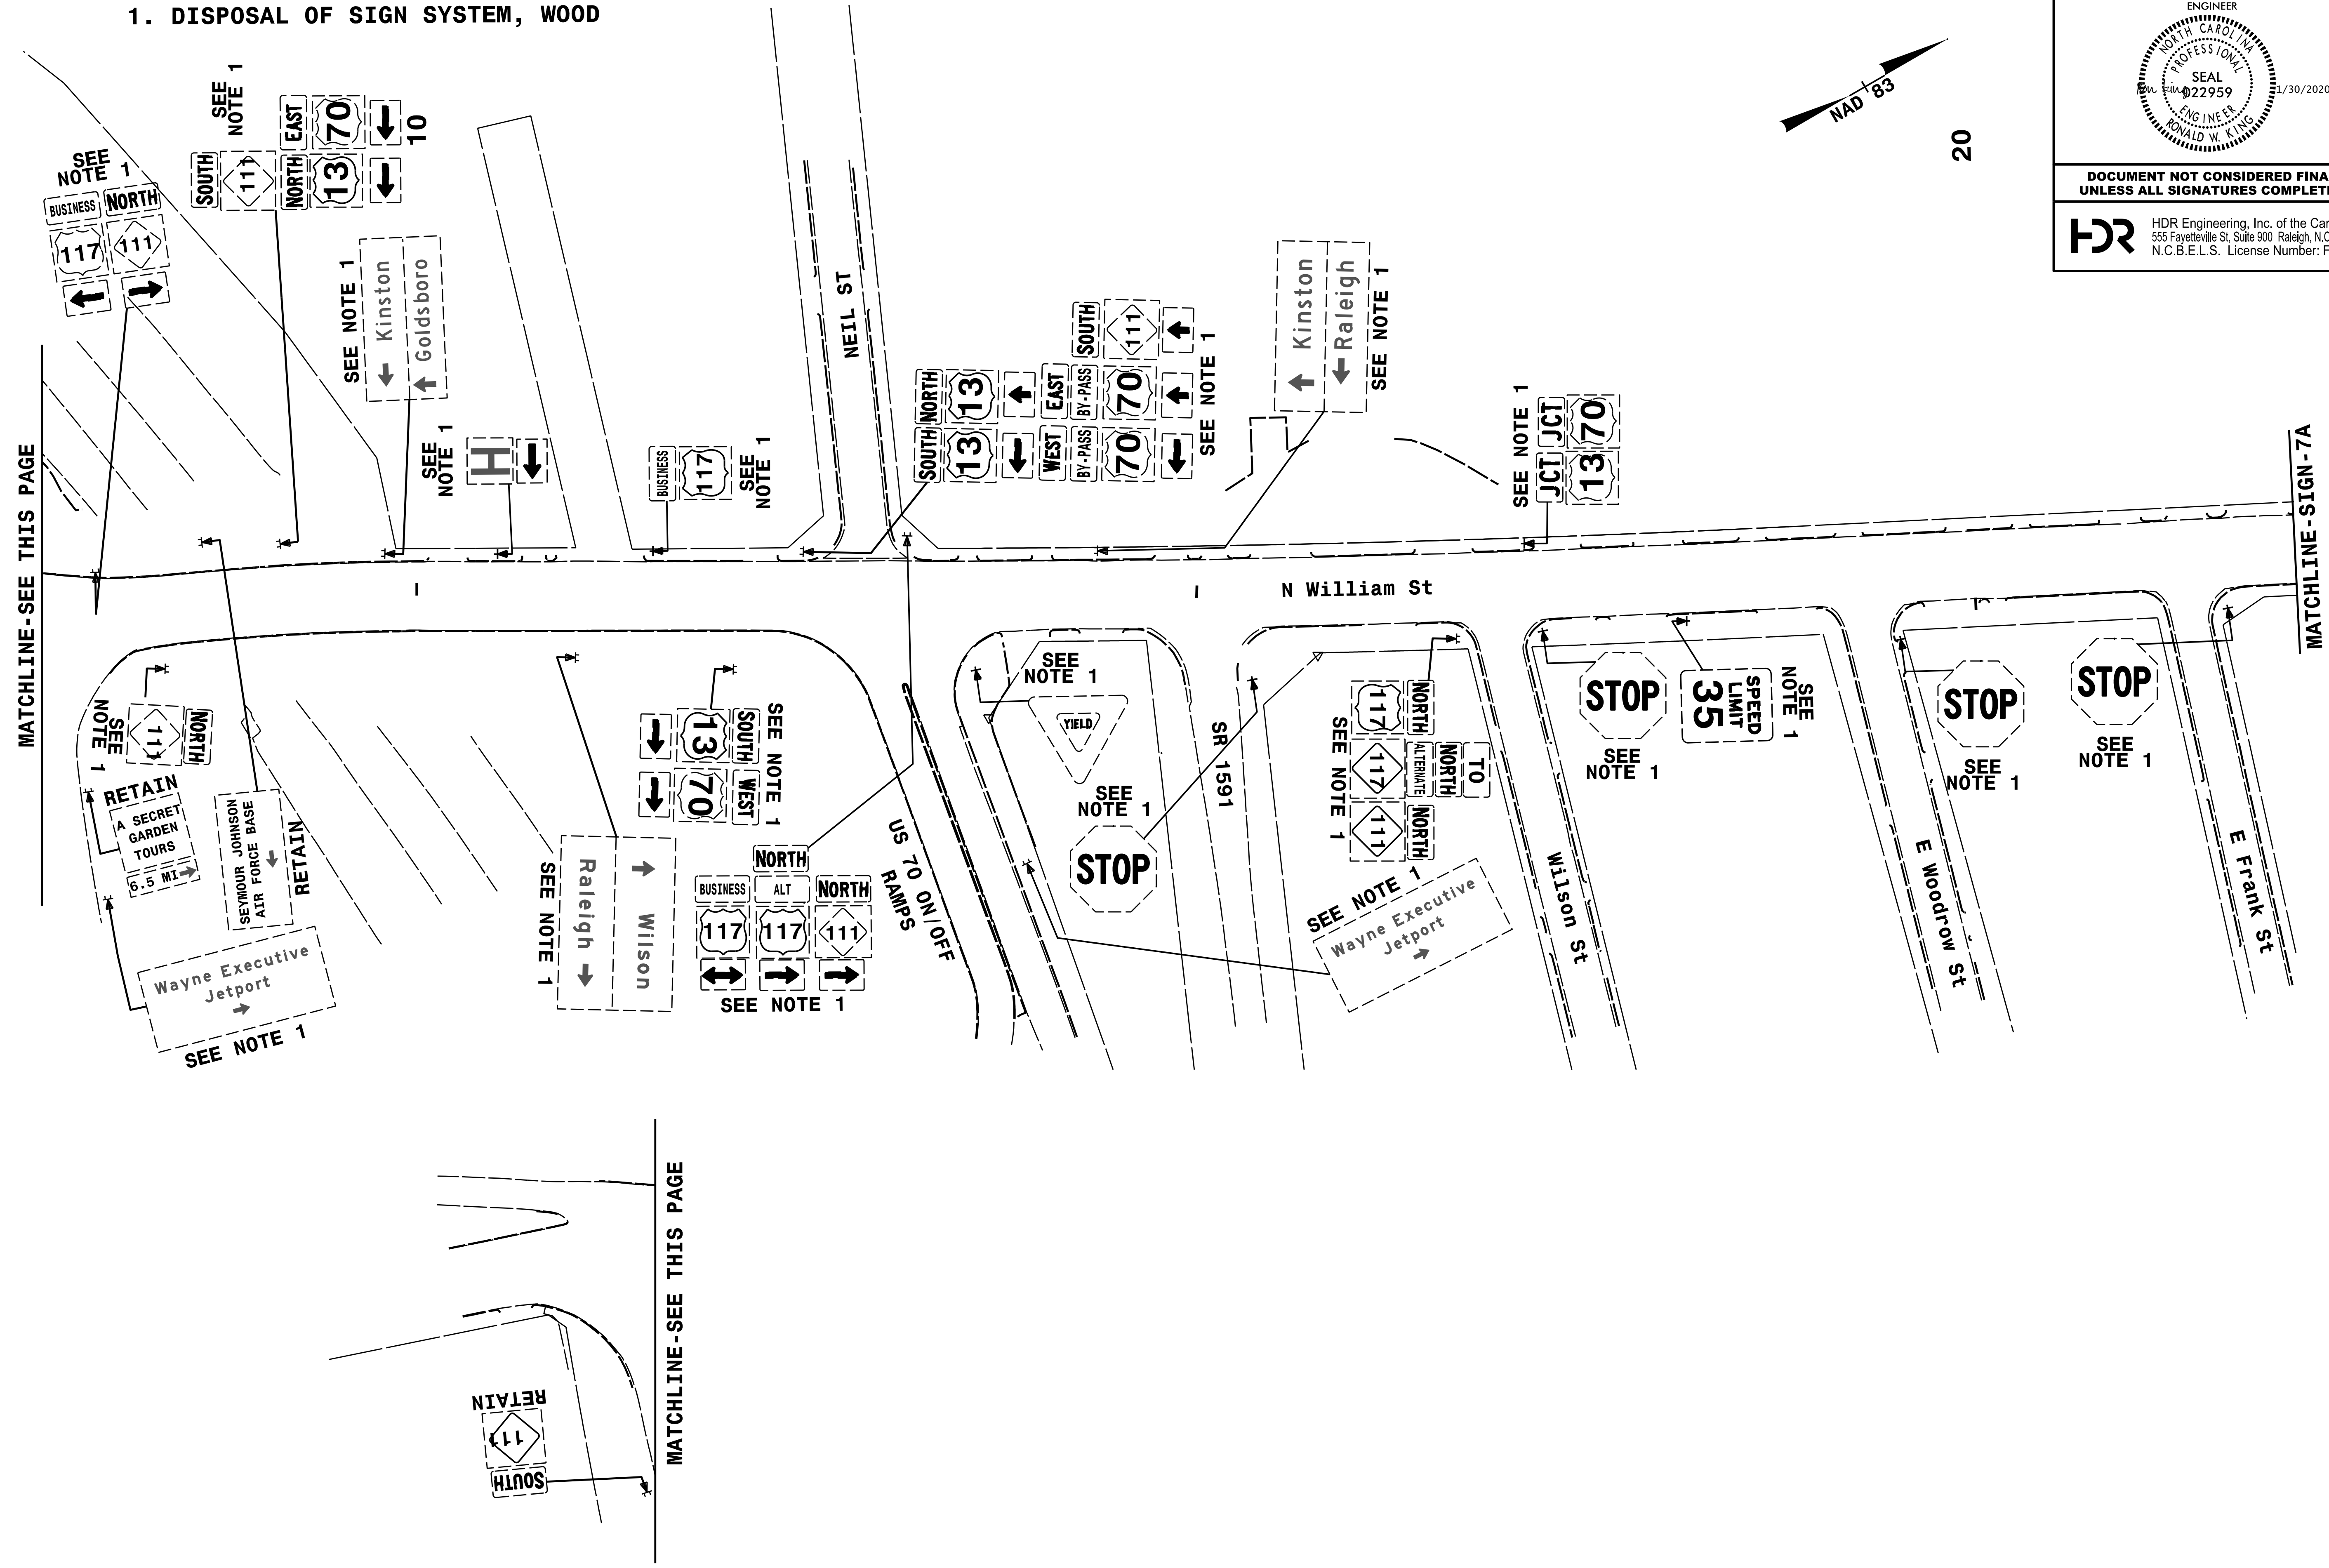 1. DISPOSAL OF SIGN SYSTEM, WOOD
ENGINEER
NORTH CAROLINA
PROFESSIONAL
SEAL
022959
ENGINEER
RONALD W. KING
1/30/2020
DOCUMENT NOT CONSIDERED FINA
UNLESS ALL SIGNATURES COMPLET
HDR
HDR Engineering, Inc. of the Car
555 Fayetteville St, Suite 900 Raleigh, N.C
N.C.B.E.L.S. License Number: F
NAD 83
20
SEE
NOTE 1
BUSINESS
117
NORTH
111
SEE
NOTE 1
SOUTH
111
EAST
70
NORTH
13
10
SEE NOTE 1
Kinston
Goldsboro
SEE
NOTE 1
H
BUSINESS
117
SEE
NOTE 1
NEIL ST
NORTH
13
SOUTH
13
SOUTH
111
EAST
BY-PASS
70
WEST
BY-PASS
70
SEE NOTE 1
Kinston
Raleigh
SEE NOTE 1
SEE NOTE 1
JCT
70
JCT
13
MATCHLINE-SEE THIS PAGE
MATCHLINE-SIGN-7A
N William St
NORTH
111
SEE
NOTE 1
RETAIN
A SECRET
GARDEN
TOURS
6.5 MI
SEYMOUR JOHNSON
AIR FORCE BASE
RETAIN
Wayne Executive
Jetport
SEE NOTE 1
Wilson
Raleigh
SEE NOTE 1
SEE NOTE 1
SOUTH
13
WEST
70
NORTH
BUSINESS
ALT
NORTH
117
117
111
SEE NOTE 1
US 70 ON/OFF
RAMPS
SEE
NOTE 1
YIELD
SEE
NOTE 1
STOP
SR 1591
NORTH
117
TO
NORTH
ALTERNATE
117
NORTH
111
SEE NOTE 1
SEE NOTE 1
Wayne Executive
Jetport
Wilson St
STOP
SEE
NOTE 1
SPEED
LIMIT
35
SEE
NOTE 1
E Woodrow St
STOP
SEE
NOTE 1
E Frank St
STOP
SEE
NOTE 1
MATCHLINE-SEE THIS PAGE
SOUTH
111
RETAIN